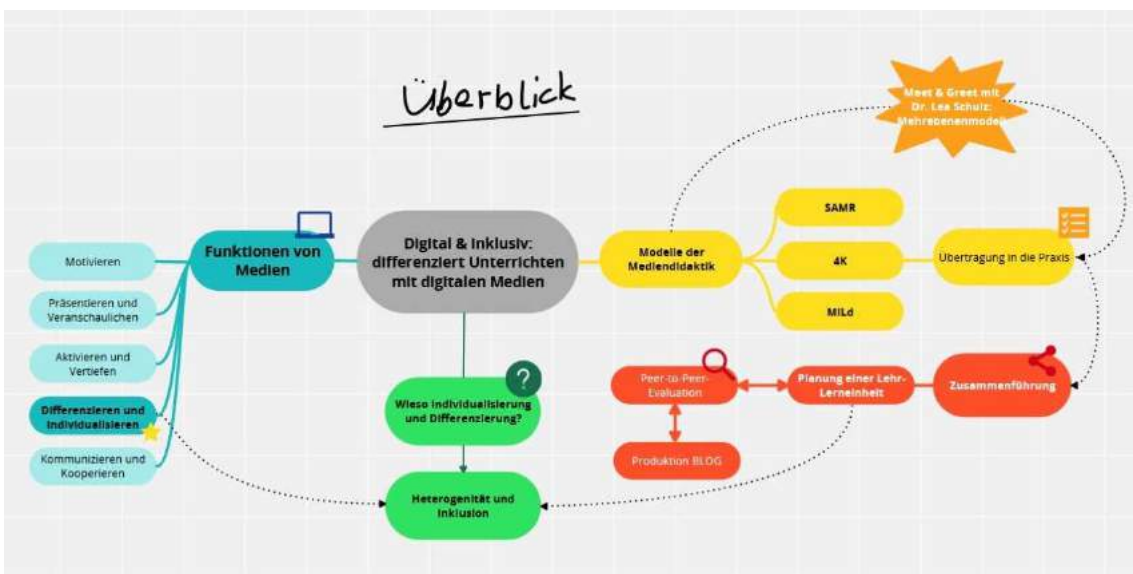 Überblick
Meet & Greet mit
Dr. Lea Schulz:
Mehrebenenmodell
Funktionen von
Medien
Motivieren
Präsentieren und
Veranschaulichen
Aktivieren und
Vertiefen
Differenzieren und
Individualisieren
Kommunizieren und
Kooperieren
Digital & Inklusiv:
differenziert Unterrichten
mit digitalen Medien
Wieso Individualisierung
und Differenzierung?
?
Heterogenität und
Inklusion
Modelle der
Mediendidaktik
SAMR
4K
MILd
Übertragung in die Praxis
Zusammenführung
Planung einer Lehr-
Lerneinheit
Peer-to-Peer-
Evaluation
Produktion BLOG